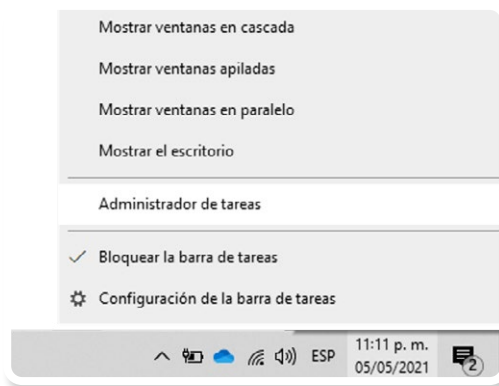 Mostrar ventanas en cascada
Mostrar ventanas apiladas
Mostrar ventanas en paralelo
Mostrar el escritorio
Administrador de tareas
Bloquear la barra de tareas
Configuración de la barra de tareas
ESP
11:11 p. m.
05/05/2021
2